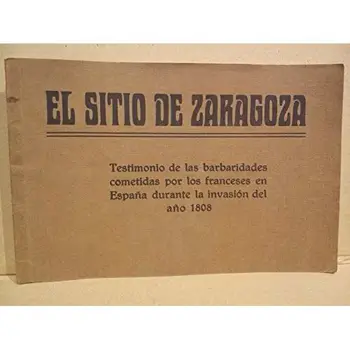 EL SITIO DE ZARAGOZA
Testimonio de las barbaridades
cometidas por los franceses en
España durante la invasión del
año 1808